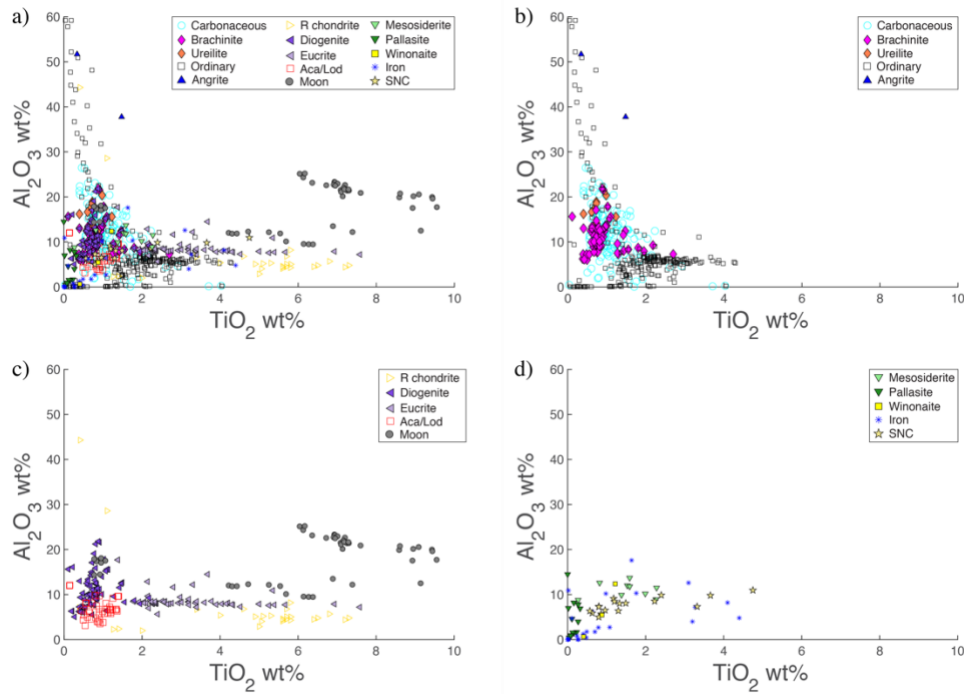 a)
60
50
40
30
20
10
0
Al2O3 wt%
0 2 4 6 8 10
TiO2 wt%
Carbonaceous
Brachinite
Ureilite
Ordinary
Angrite
R chondrite
Diogenite
Eucrite
Aca/Lod
Moon
Mesosiderite
Pallasite
Winonaite
Iron
SNC
b)
60
50
40
30
20
10
0
Al2O3 wt%
0 2 4 6 8 10
TiO2 wt%
Carbonaceous
Brachinite
Ureilite
Ordinary
Angrite
c)
60
50
40
30
20
10
0
Al2O3 wt%
0 2 4 6 8 10
TiO2 wt%
R chondrite
Diogenite
Eucrite
Aca/Lod
Moon
d)
60
50
40
30
20
10
0
Al2O3 wt%
0 2 4 6 8 10
TiO2 wt%
Mesosiderite
Pallasite
Winonaite
Iron
SNC